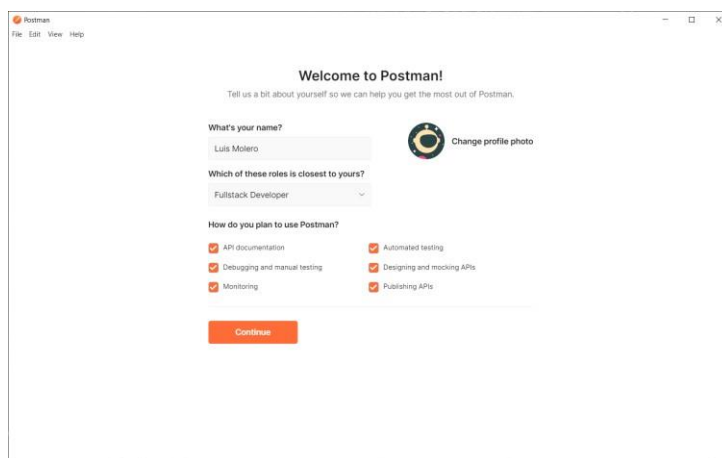 Postman
File Edit View Help
Welcome to Postman!
Tell us a bit about yourself so we can help you get the most out of Postman.
What's your name?
Luis Molero
Change profile photo
Which of these roles is closest to yours?
Fullstack Developer
How do you plan to use Postman?
API documentation
Automated testing
Debugging and manual testing
Designing and mocking APIs
Monitoring
Publishing APIs
Continue